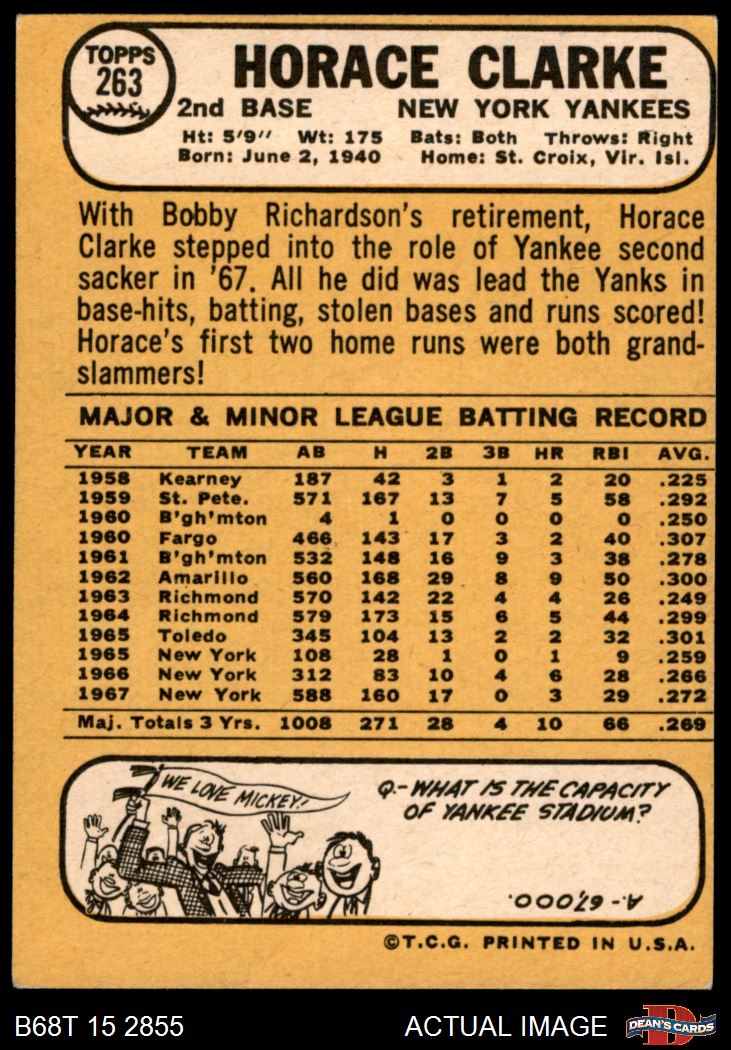 TOPPS
263
HORACE CLARKE
2nd BASE NEW YORK YANKEES
Ht: 5'9" Wt: 175 Bats: Both Throws: Right
Born: June 2, 1940 Home: St. Croix, Vir. Isl.
With Bobby Richardson's retirement, Horace
Clarke stepped into the role of Yankee second
sacker in '67. All he did was lead the Yanks in
base-hits, batting, stolen bases and runs scored!
Horace's first two home runs were both grand-
slammers!
MAJOR & MINOR LEAGUE BATTING RECORD
YEAR TEAM AB H 2B 3B HR RBI AVG.
1958 Kearney 187 42 3 1 2 20 .225
1959 St. Pete. 571 167 13 7 5 58 .292
1960 B'gh'mton 4 1 0 0 0 0 .250
1960 Fargo 466 143 17 3 2 40 .307
1961 B'gh'mton 532 148 16 9 3 38 .278
1962 Amarillo 560 168 29 8 9 50 .300
1963 Richmond 570 142 22 4 4 26 .249
1964 Richmond 579 173 15 6 5 44 .299
1965 Toledo 345 104 13 2 2 32 .301
1965 New York 108 28 1 0 1 9 .259
1966 New York 312 83 10 4 6 28 .266
1967 New York 588 160 17 0 3 29 .272
Maj. Totals 3 Yrs. 1008 271 28 4 10 66 .269
WE LOVE MICKEY!
Q.- WHAT IS THE CAPACITY
OF YANKEE STADIUM?
A.- 67,000.
©T.C.G. PRINTED IN U.S.A.
B68T 15 2855 ACTUAL IMAGE DEAN'S CARDS